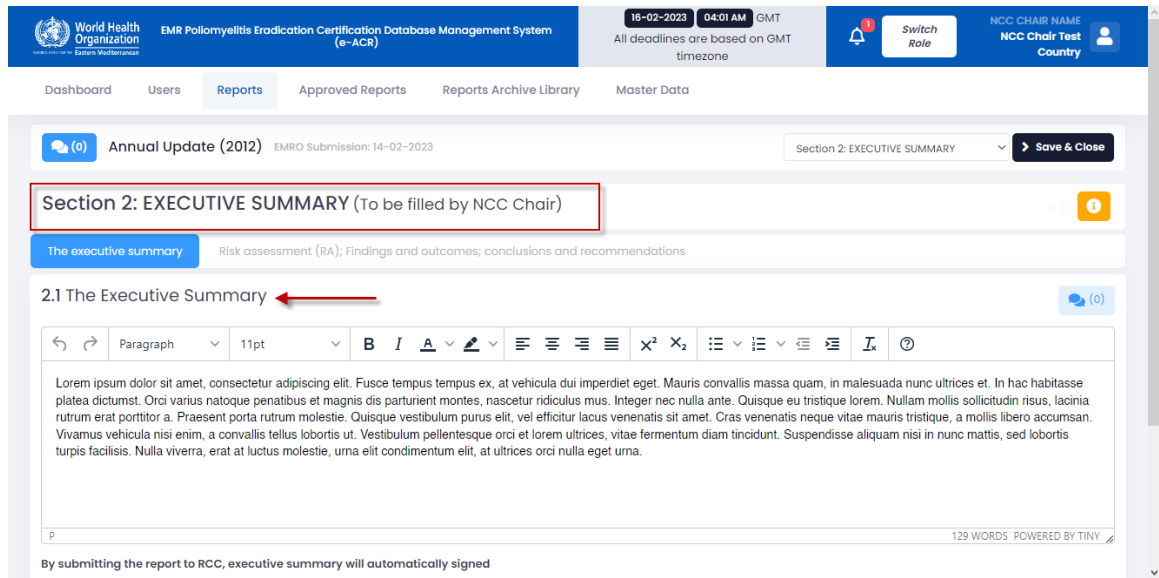 World Health
Organization
Eastern Mediterranean
EMR Poliomyelitis Eradication Certification Database Management System
(e-ACR)
16-02-2023 04:01 AM GMT
All deadlines are based on GMT
timezone
1
Switch
Role
NCC CHAIR NAME
NCC Chair Test
Country
Dashboard Users Reports Approved Reports Reports Archive Library Master Data
(0) Annual Update (2012) EMRO Submission: 14-02-2023 Section 2: EXECUTIVE SUMMARY Save & Close
Section 2: EXECUTIVE SUMMARY (To be filled by NCC Chair)
The executive summary Risk assessment (RA); Findings and outcomes; conclusions and recommendations
2.1 The Executive Summary (0)
Paragraph 11pt B I A X² X₂
Lorem ipsum dolor sit amet, consectetur adipiscing elit. Fusce tempus tempus ex, at vehicula dui imperdiet eget. Mauris convallis massa quam, in malesuada nunc ultrices et. In hac habitasse
platea dictumst. Orci varius natoque penatibus et magnis dis parturient montes, nascetur ridiculus mus. Integer nec nulla ante. Quisque eu tristique lorem. Nullam mollis sollicitudin risus, lacinia
rutrum erat porttitor a. Praesent porta rutrum molestie. Quisque vestibulum purus elit, vel efficitur lacus venenatis sit amet. Cras venenatis neque vitae mauris tristique, a mollis libero accumsan.
Vivamus vehicula nisi enim, a convallis tellus lobortis ut. Vestibulum pellentesque orci et lorem ultrices, vitae fermentum diam tincidunt. Suspendisse aliquam nisi in nunc mattis, sed lobortis
turpis facilisis. Nulla viverra, erat at luctus molestie, urna elit condimentum elit, at ultrices orci nulla eget urna.
P 129 WORDS POWERED BY TINY
By submitting the report to RCC, executive summary will automatically signed